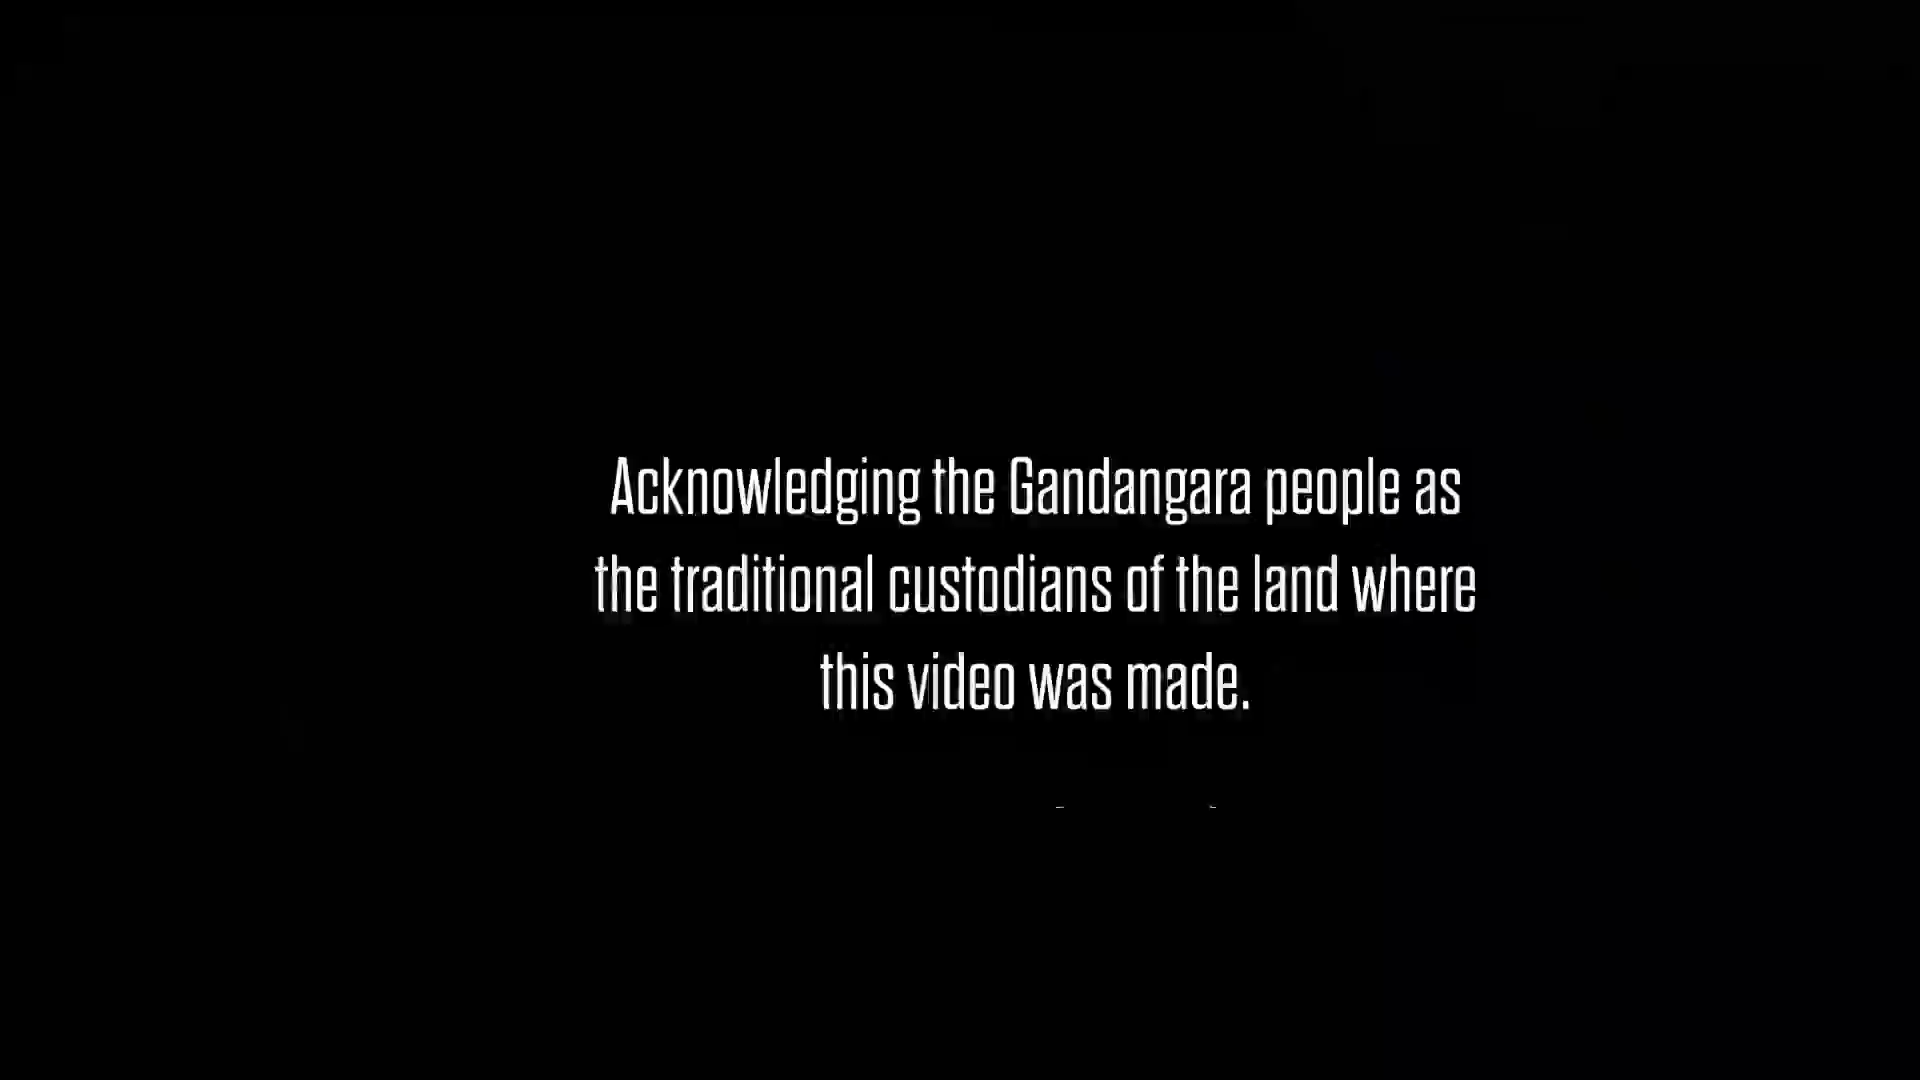 Acknowledging the Gandangara people as
the traditional custodians of the land where
this video was made.